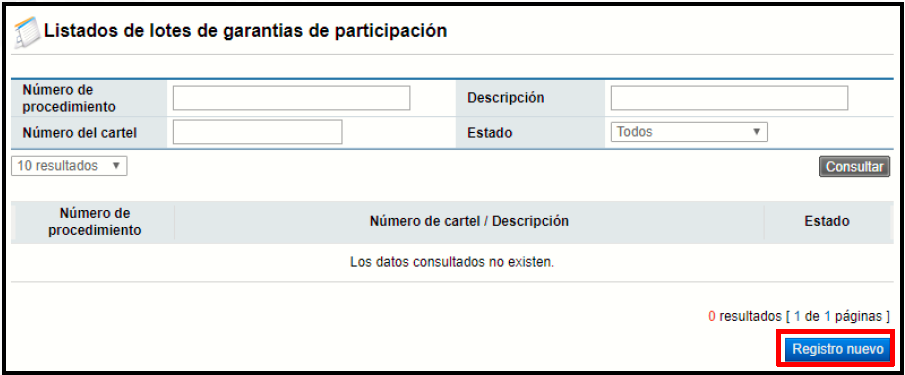 Listados de lotes de garantias de participación
Número de
procedimiento
Descripción
Número del cartel
Estado
Todos
10 resultados
Consultar
Número de
procedimiento
Número de cartel / Descripción
Estado
Los datos consultados no existen.
0 resultados [ 1 de 1 páginas ]
Registro nuevo